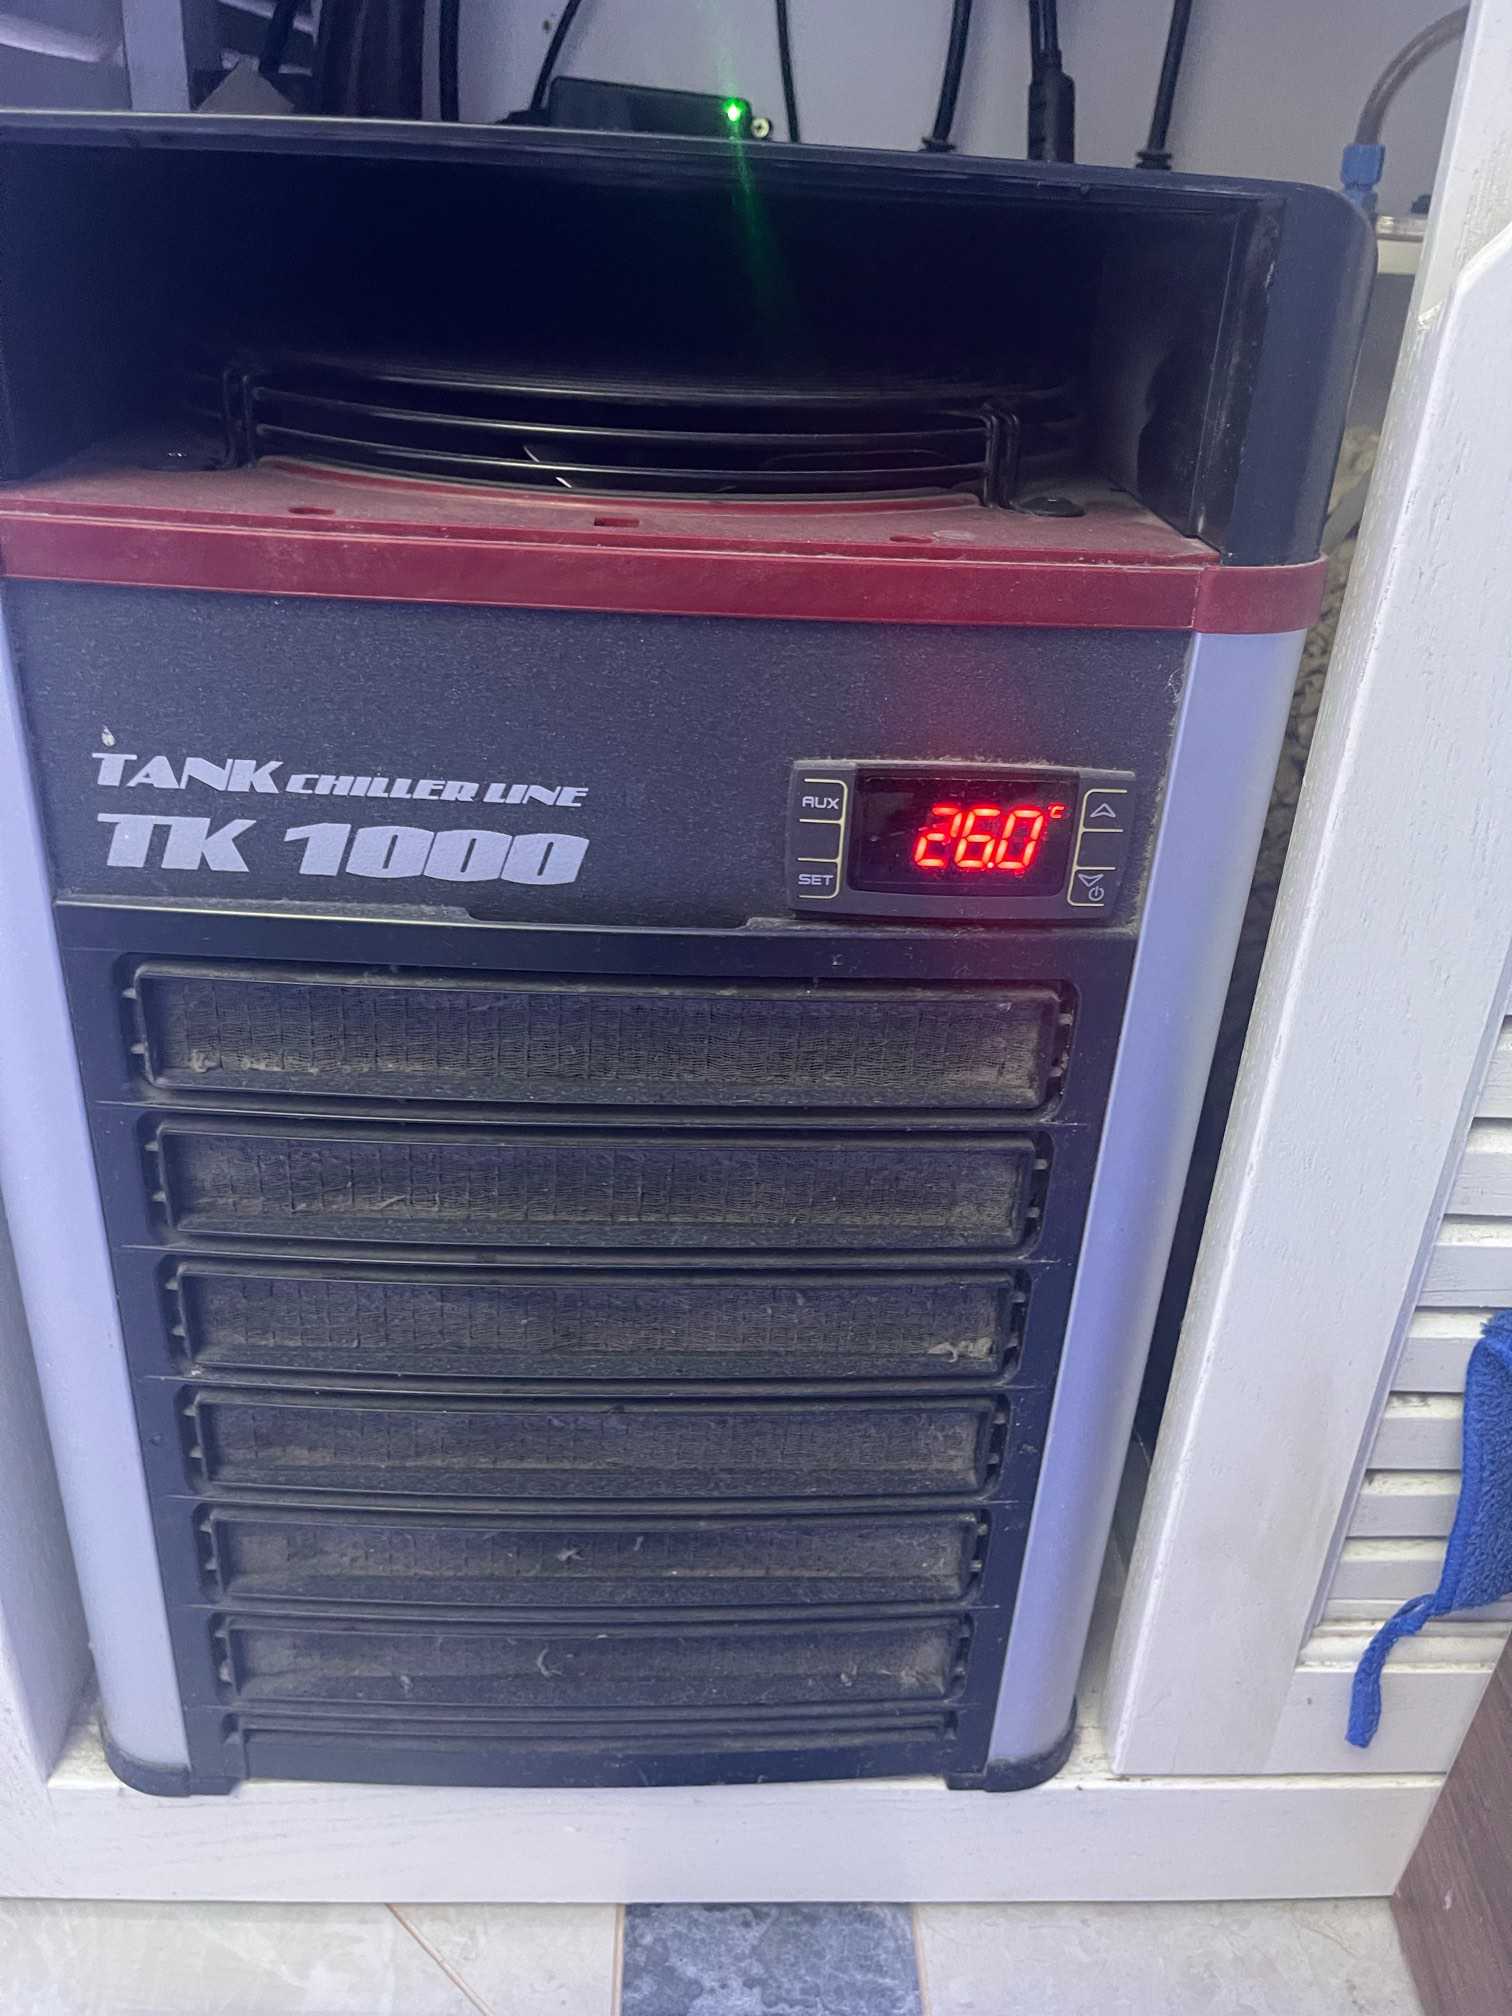 TANK CHILLER LINE
TK 1000
AUX
SET
26.0 °C